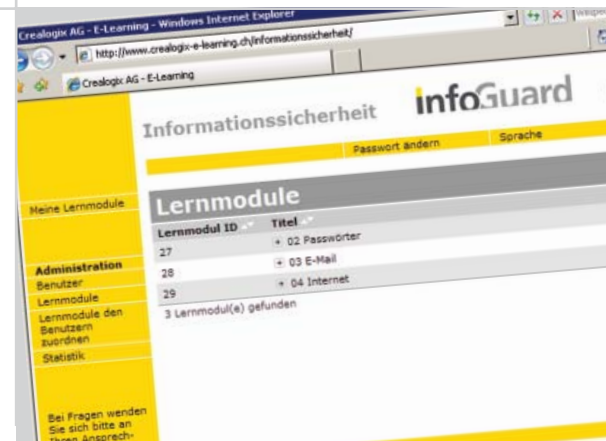 Crealogix AG - E-Learning - Windows Internet Explorer
http://www.crealogix-e-learning.ch/informationssicherheit/
Crealogix AG - E-Learning
Informationssicherheit
infoGuard
Passwort ändern
Sprache
Meine Lernmodule
Lernmodule
Lernmodul ID
Titel
27
+ 02 Passwörter
28
+ 03 E-Mail
29
+ 04 Internet
3 Lernmodul(e) gefunden
Administration
Benutzer
Lernmodule
Lernmodule den
Benutzern
zuordnen
Statistik
Bei Fragen wenden
Sie sich bitte an
Ihren Ansprech-